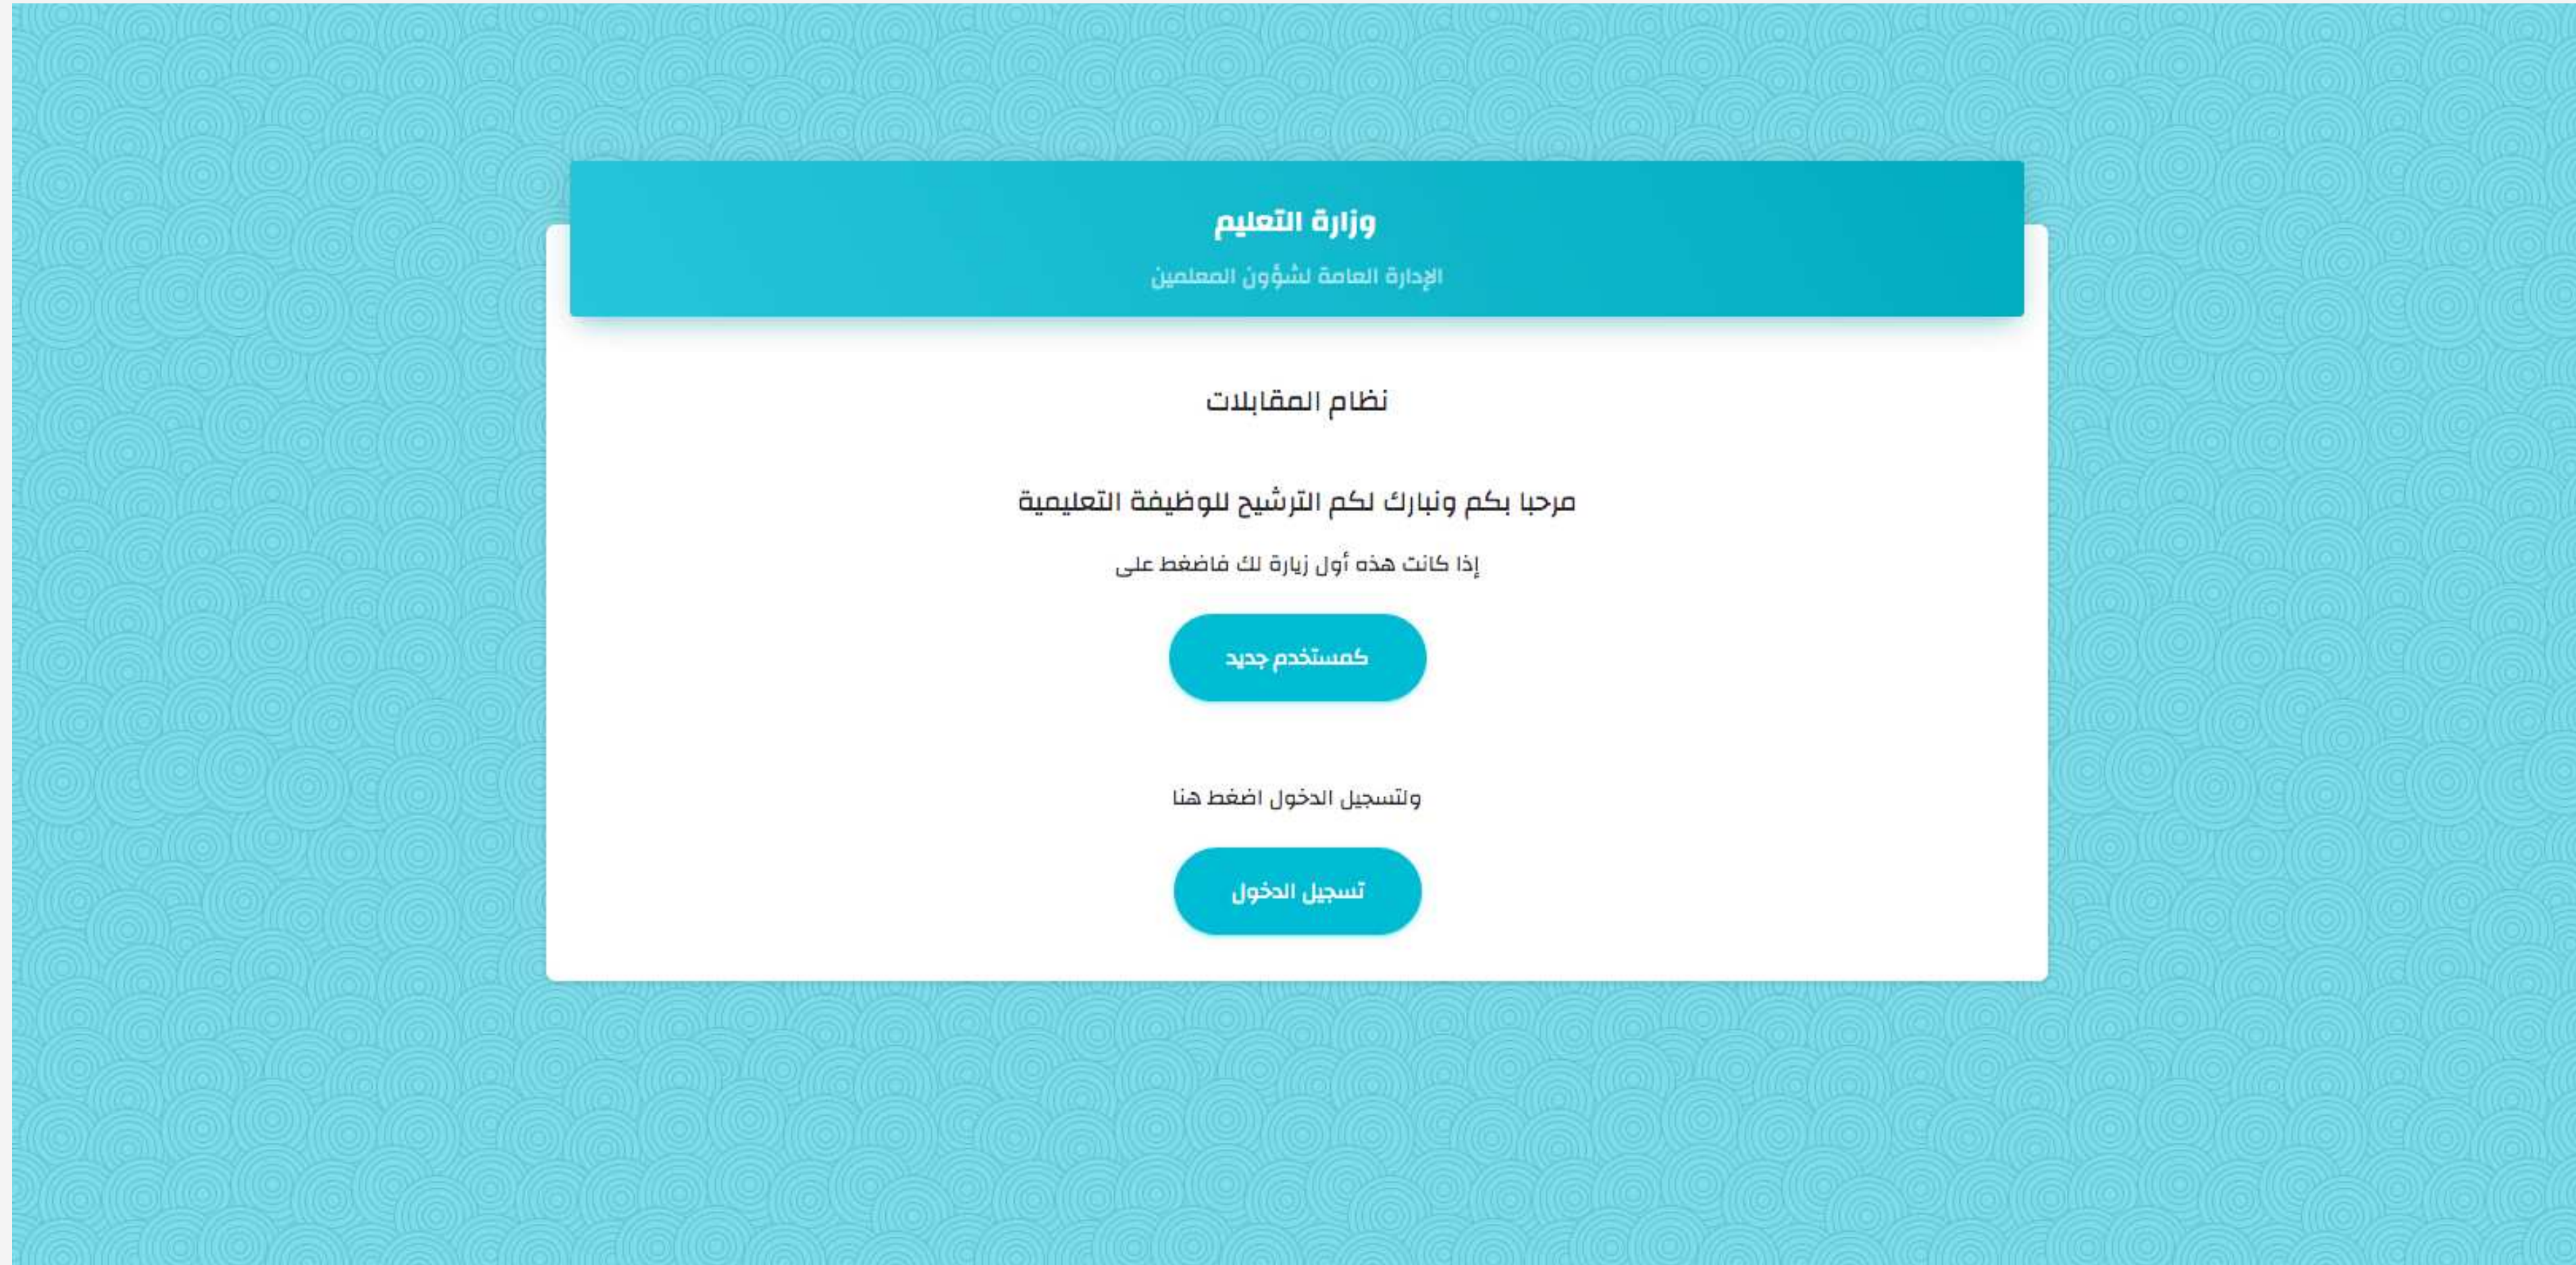 وزارة التعليم
الإدارة العامة لشؤون المعلمين
نظام المقابلات
مرحبا بكم ونبارك لكم الترشيح للوظيفة التعليمية
إذا كانت هذه أول زيارة لك فاضغط على
كمستخدم جديد
ولتسجيل الدخول اضغط هنا
تسجيل الدخول